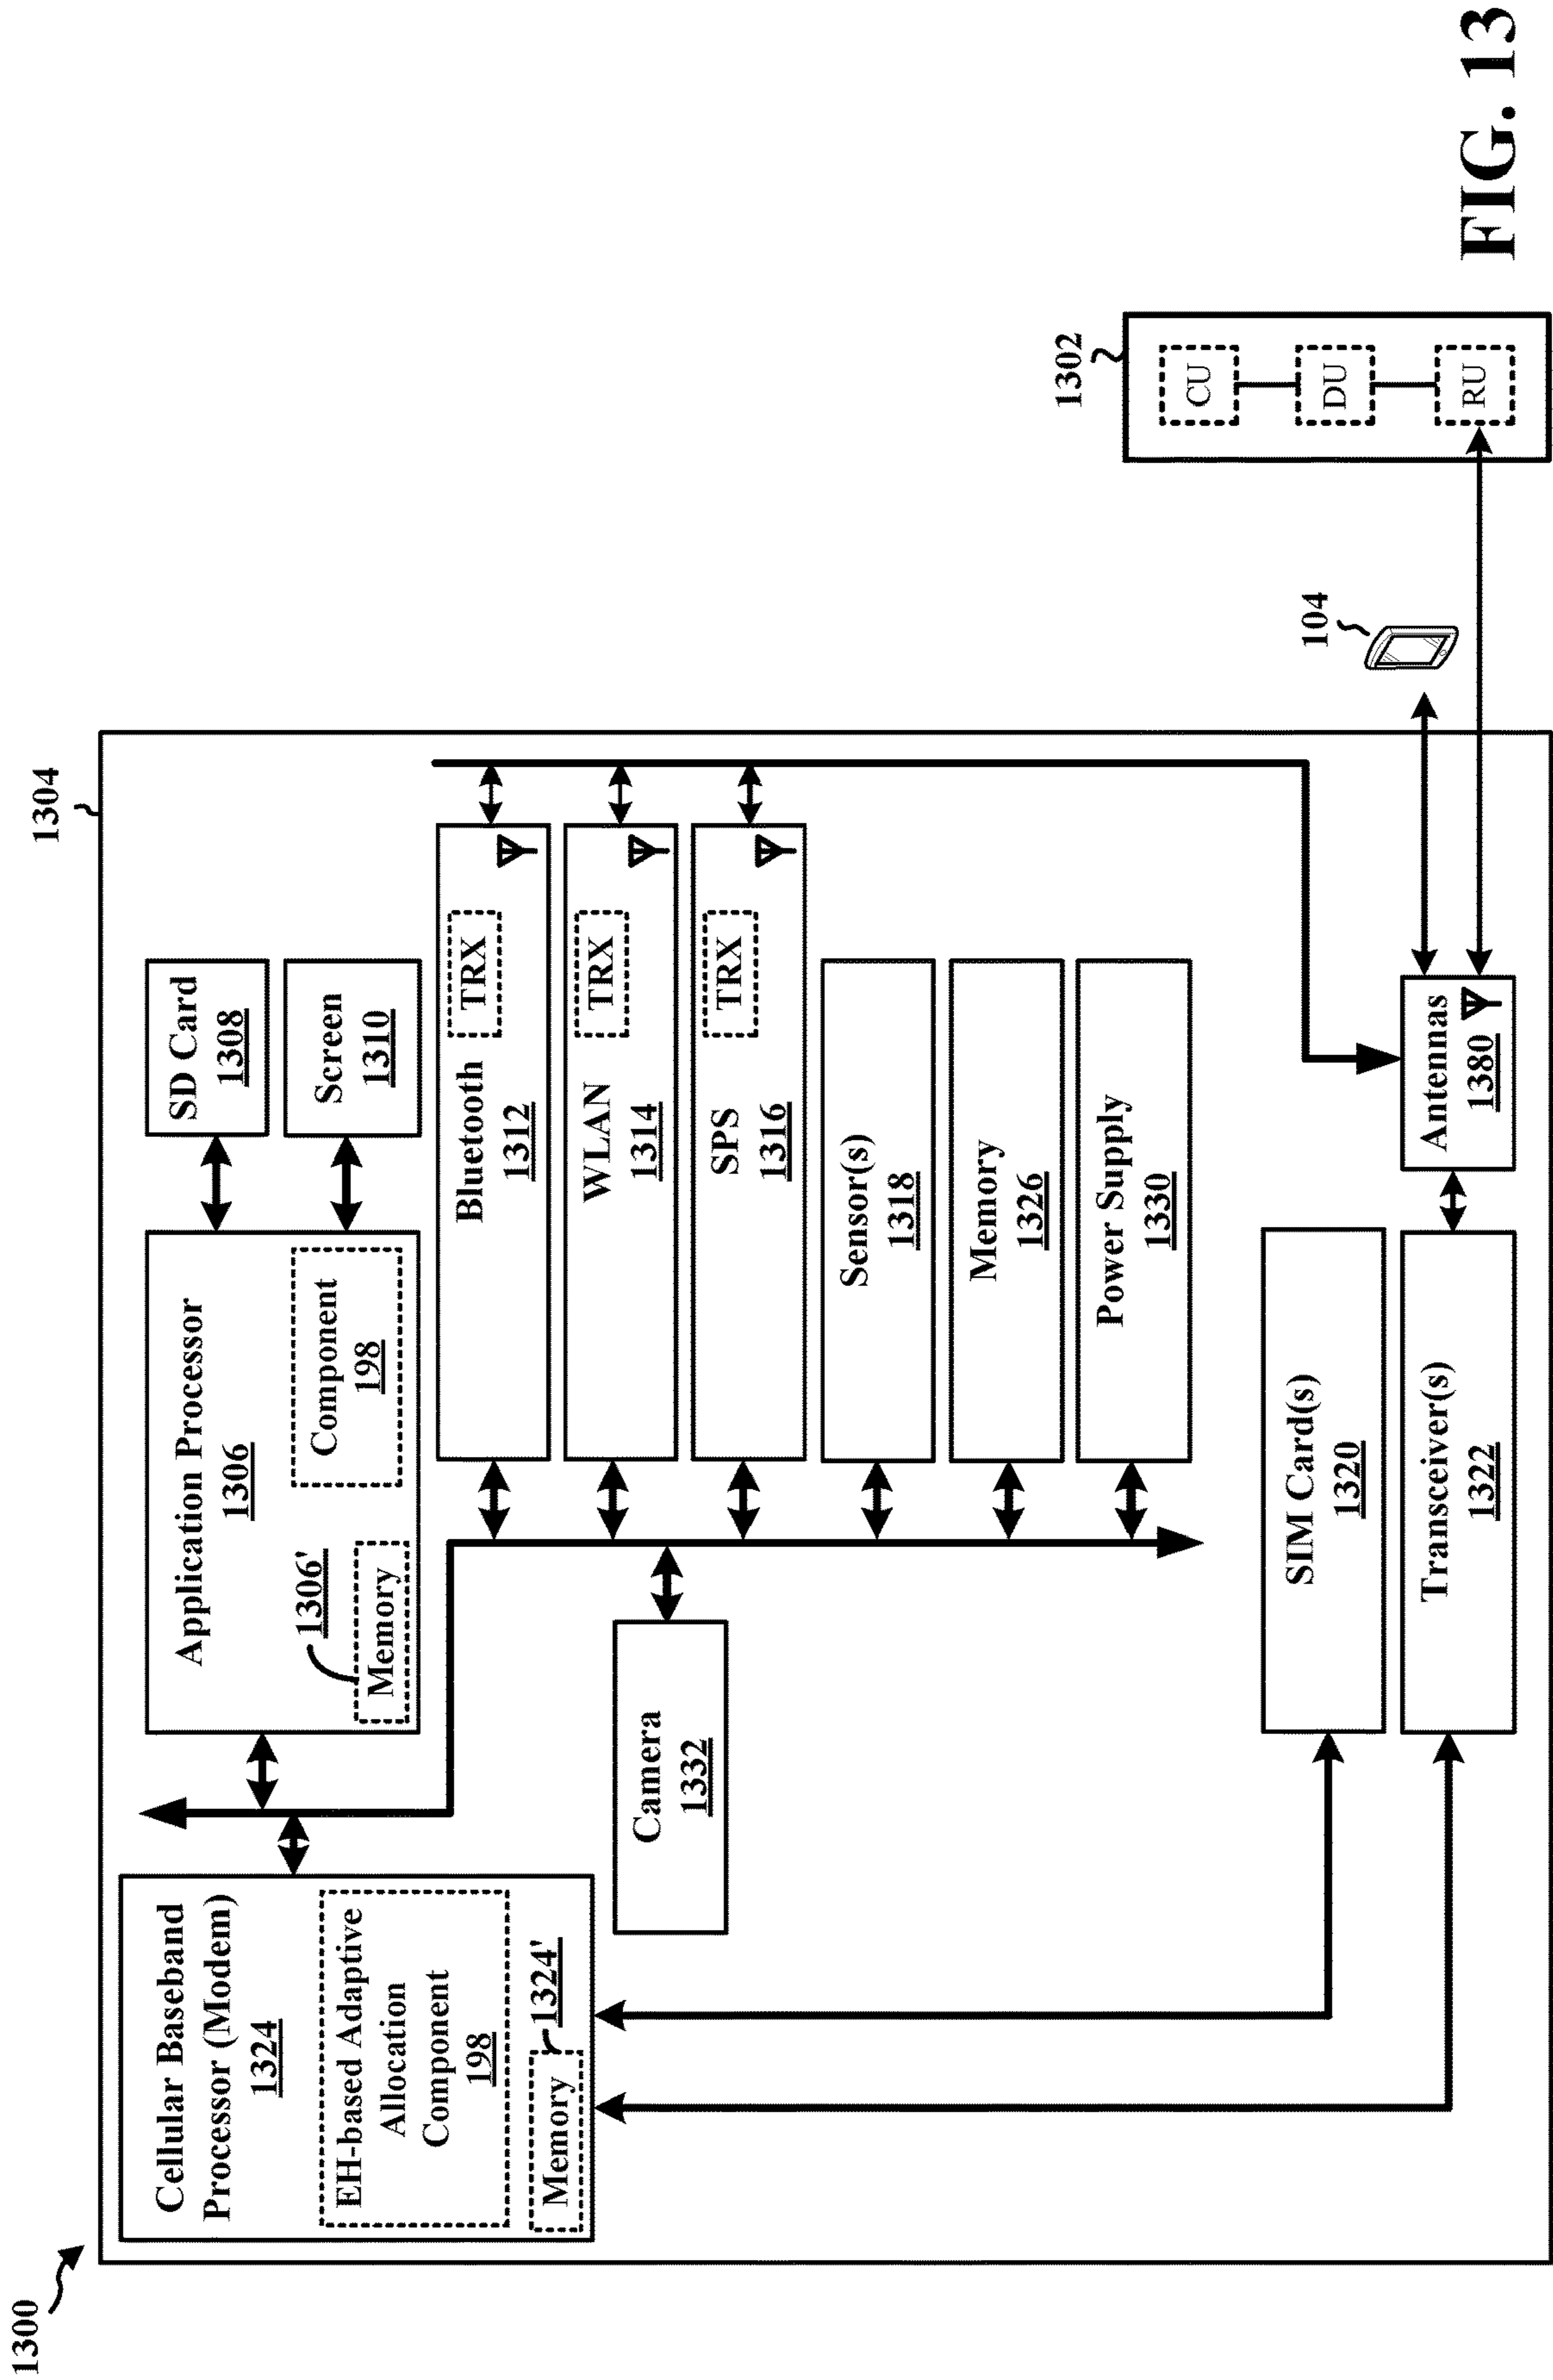 1300
1304
Cellular Baseband
Processor (Modem)
1324
EH-based Adaptive
Allocation
Component
198
Memory
1324'
Application Processor
1306
Component
198
1306'
Memory
SD Card
1308
Screen
1310
Bluetooth
1312
TRX
WLAN
1314
TRX
SPS
1316
TRX
Camera
1332
Sensor(s)
1318
Memory
1326
Power Supply
1330
SIM Card(s)
1320
Transceiver(s)
1322
Antennas
1380
104
1302
CU
DU
RU
FIG. 13